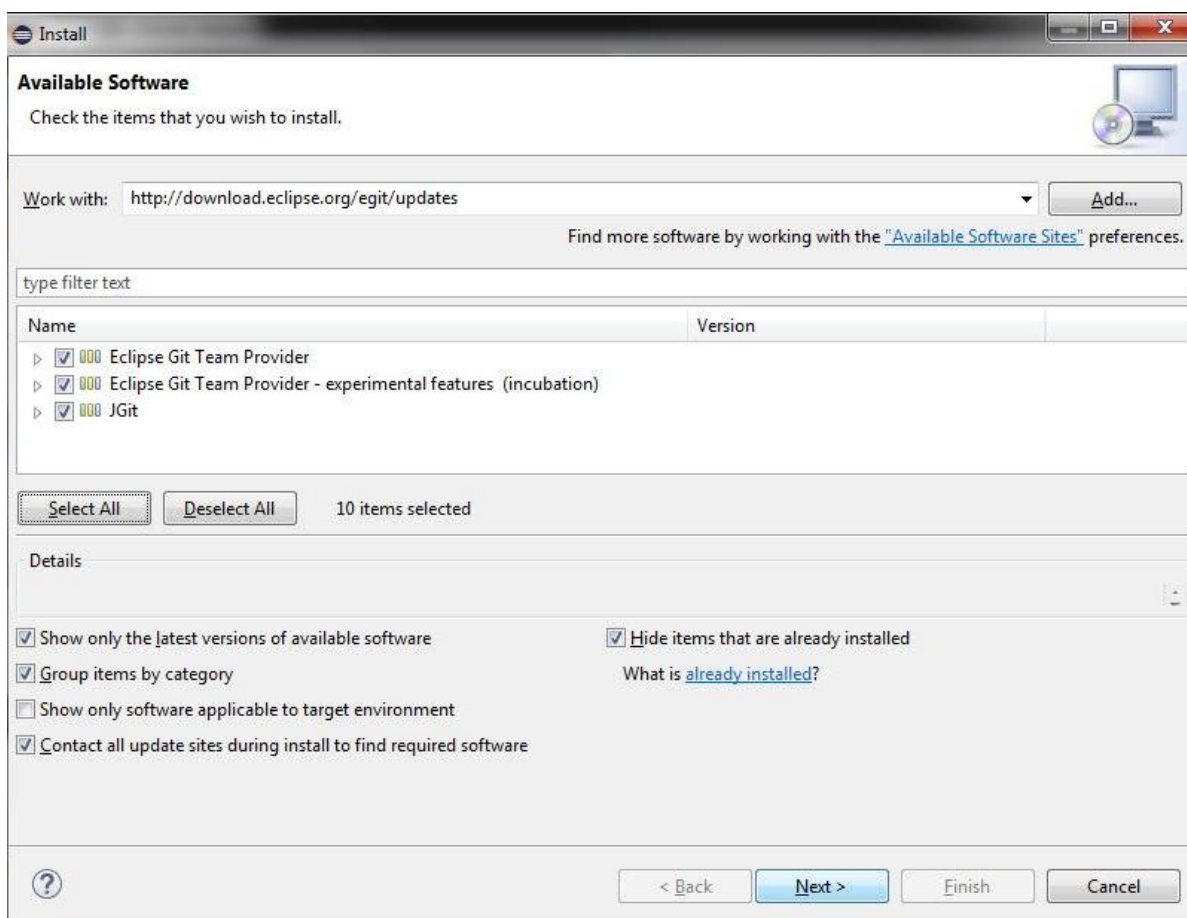 Install
Available Software
Check the items that you wish to install.
Work with: http://download.eclipse.org/egit/updates Add...
Find more software by working with the "Available Software Sites" preferences.
type filter text
Name Version
Eclipse Git Team Provider
Eclipse Git Team Provider - experimental features (incubation)
JGit
Select All Deselect All 10 items selected
Details
Show only the latest versions of available software Hide items that are already installed
Group items by category What is already installed?
Show only software applicable to target environment
Contact all update sites during install to find required software
? < Back Next > Finish Cancel